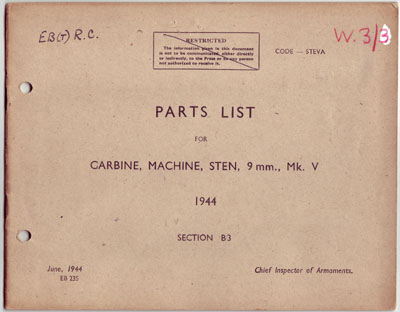 EB(T) R.C.
RESTRICTED
The information given in this document
is not to be communicated, either directly
or indirectly, to the Press or to any person
not authorized to receive it.
CODE — STEVA
W.3/3
PARTS LIST
FOR
CARBINE, MACHINE, STEN, 9 mm., Mk. V
1944
SECTION B3
June, 1944
EB 235
Chief Inspector of Armaments.